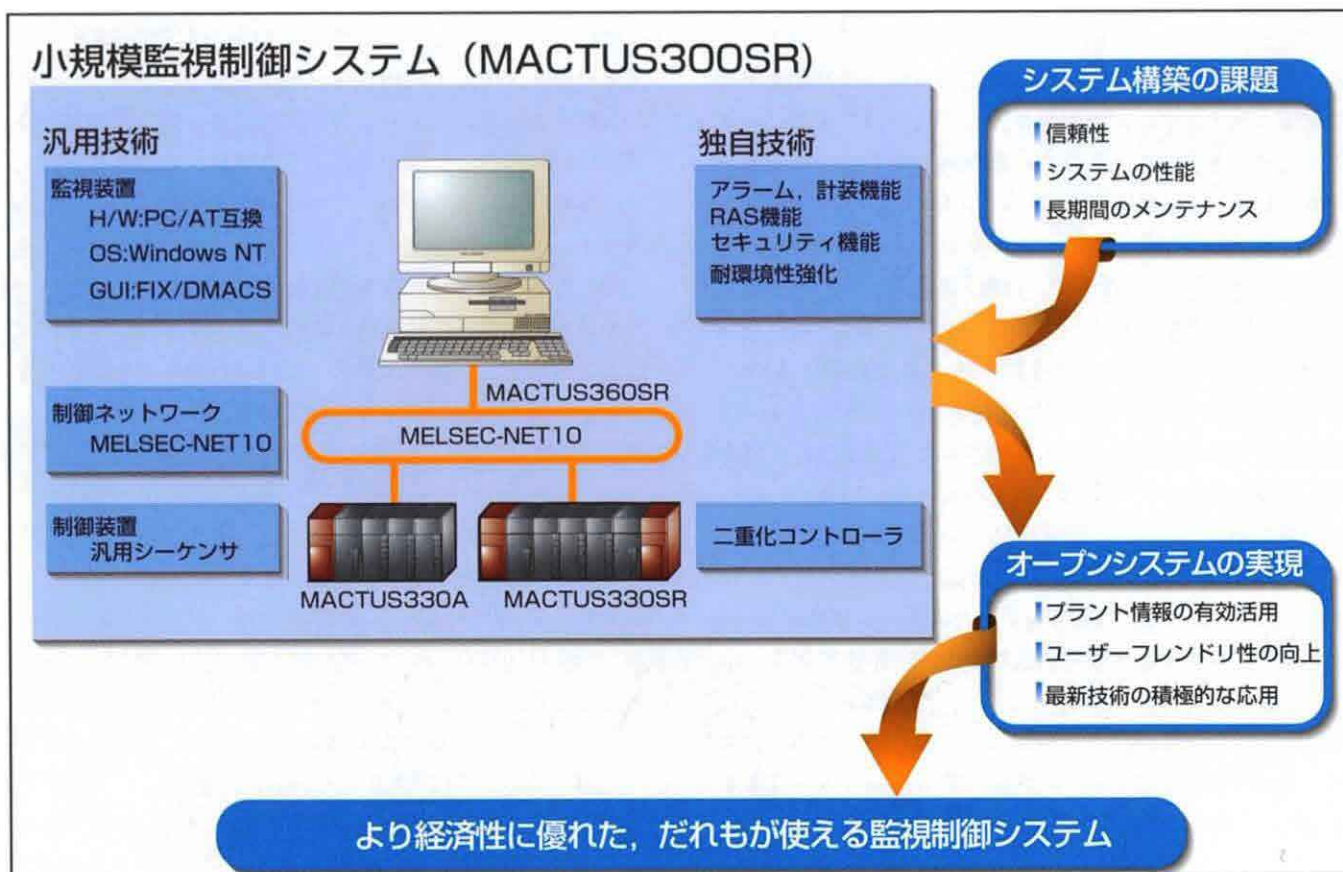 小規模監視制御システム（MACTUS300SR）
汎用技術
監視装置
H/W:PC/AT互換
OS:Windows NT
GUI:FIX/DMACS
制御ネットワーク
MELSEC-NET10
制御装置
汎用シーケンサ
MACTUS360SR
MELSEC-NET10
MACTUS330A
MACTUS330SR
独自技術
アラーム，計装機能
RAS機能
セキュリティ機能
耐環境性強化
二重化コントローラ
システム構築の課題
信頼性
システムの性能
長期間のメンテナンス
オープンシステムの実現
プラント情報の有効活用
ユーザーフレンドリ性の向上
最新技術の積極的な応用
より経済性に優れた，だれもが使える監視制御システム